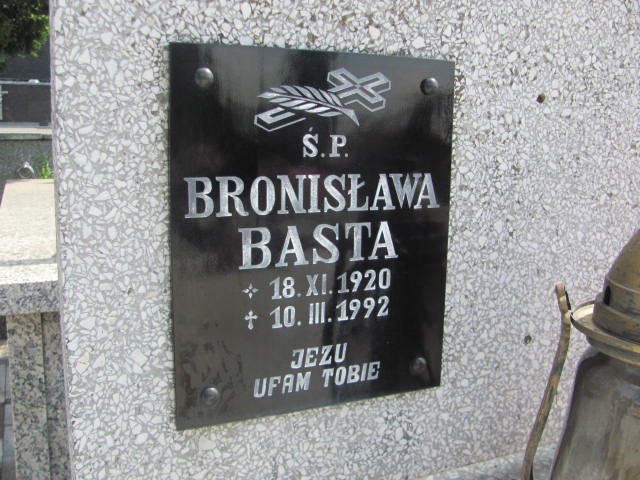 Ś.P.
BRONISŁAWA
BASTA
18.XI.1920
10.III.1992
JEZU
UFAM TOBIE